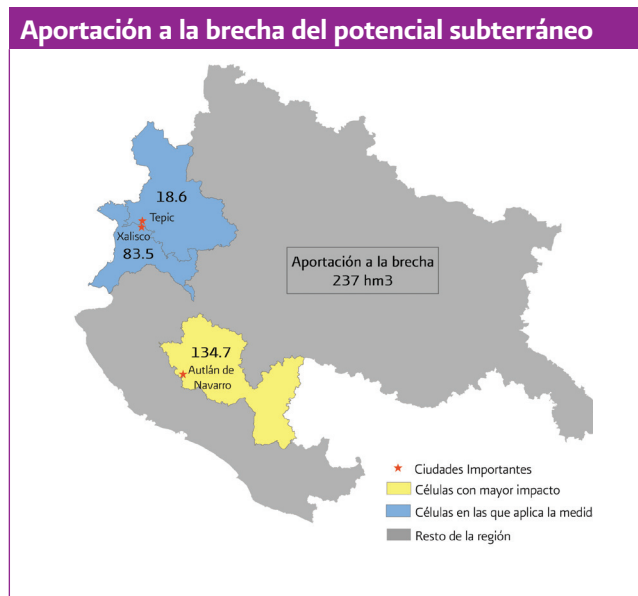 Aportación a la brecha del potencial subterráneo
18.6
Tepic
Xalisco
83.5
Aportación a la brecha
237 hm3
134.7
Autlán de
Navarro
Ciudades Importantes
Células con mayor impacto
Células en las que aplica la medid
Resto de la región